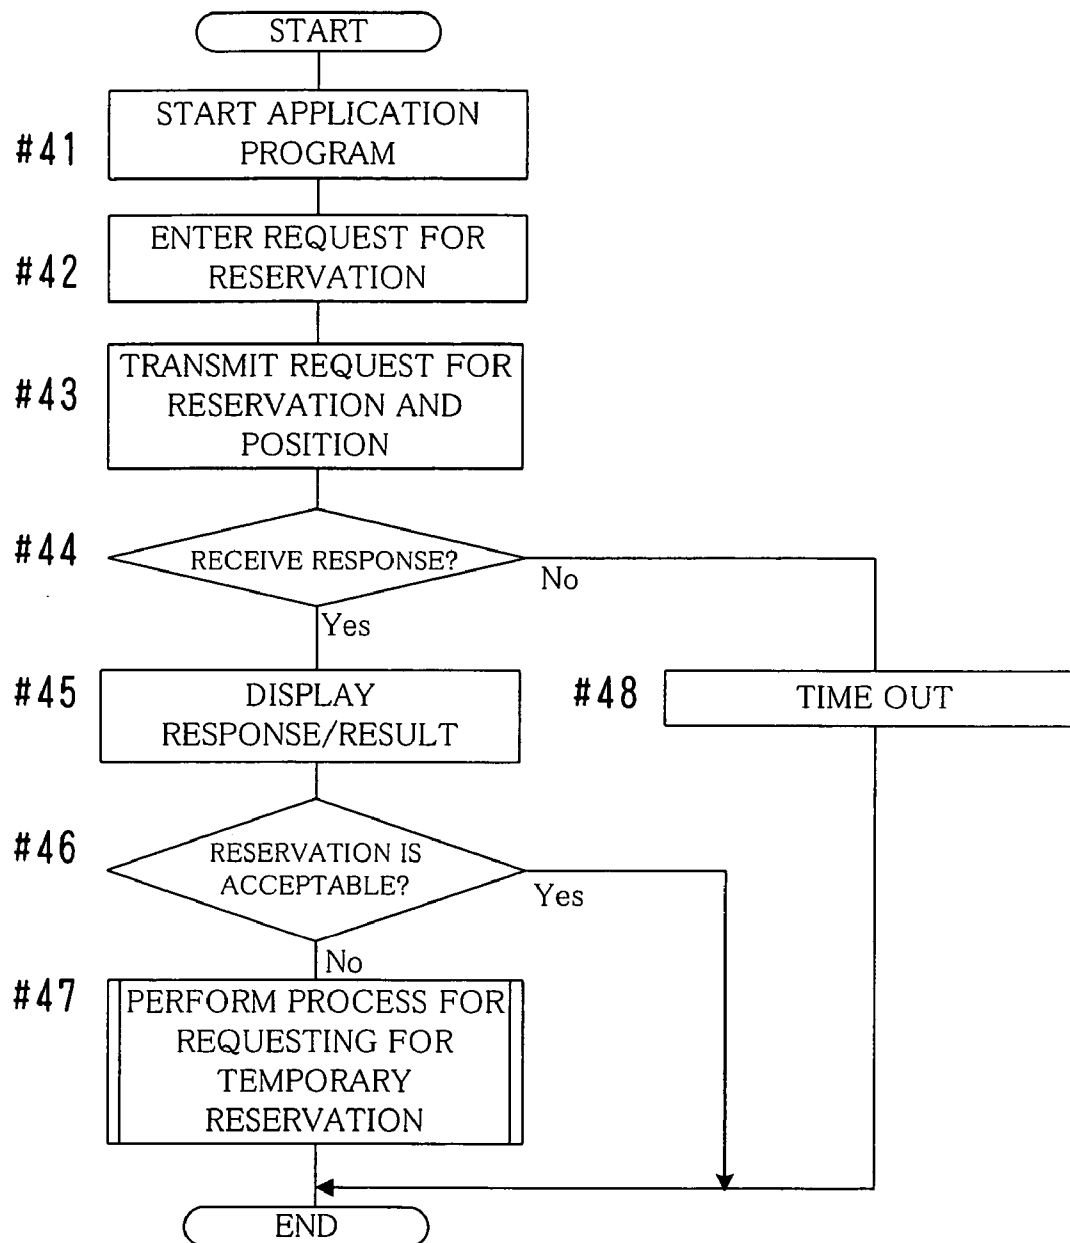 START
#41
START APPLICATION
PROGRAM
#42
ENTER REQUEST FOR
RESERVATION
#43
TRANSMIT REQUEST FOR
RESERVATION AND
POSITION
#44
RECEIVE RESPONSE?
No
Yes
#45
DISPLAY
RESPONSE/RESULT
#48
TIME OUT
#46
RESERVATION IS
ACCEPTABLE?
Yes
No
#47
PERFORM PROCESS FOR
REQUESTING FOR
TEMPORARY
RESERVATION
END